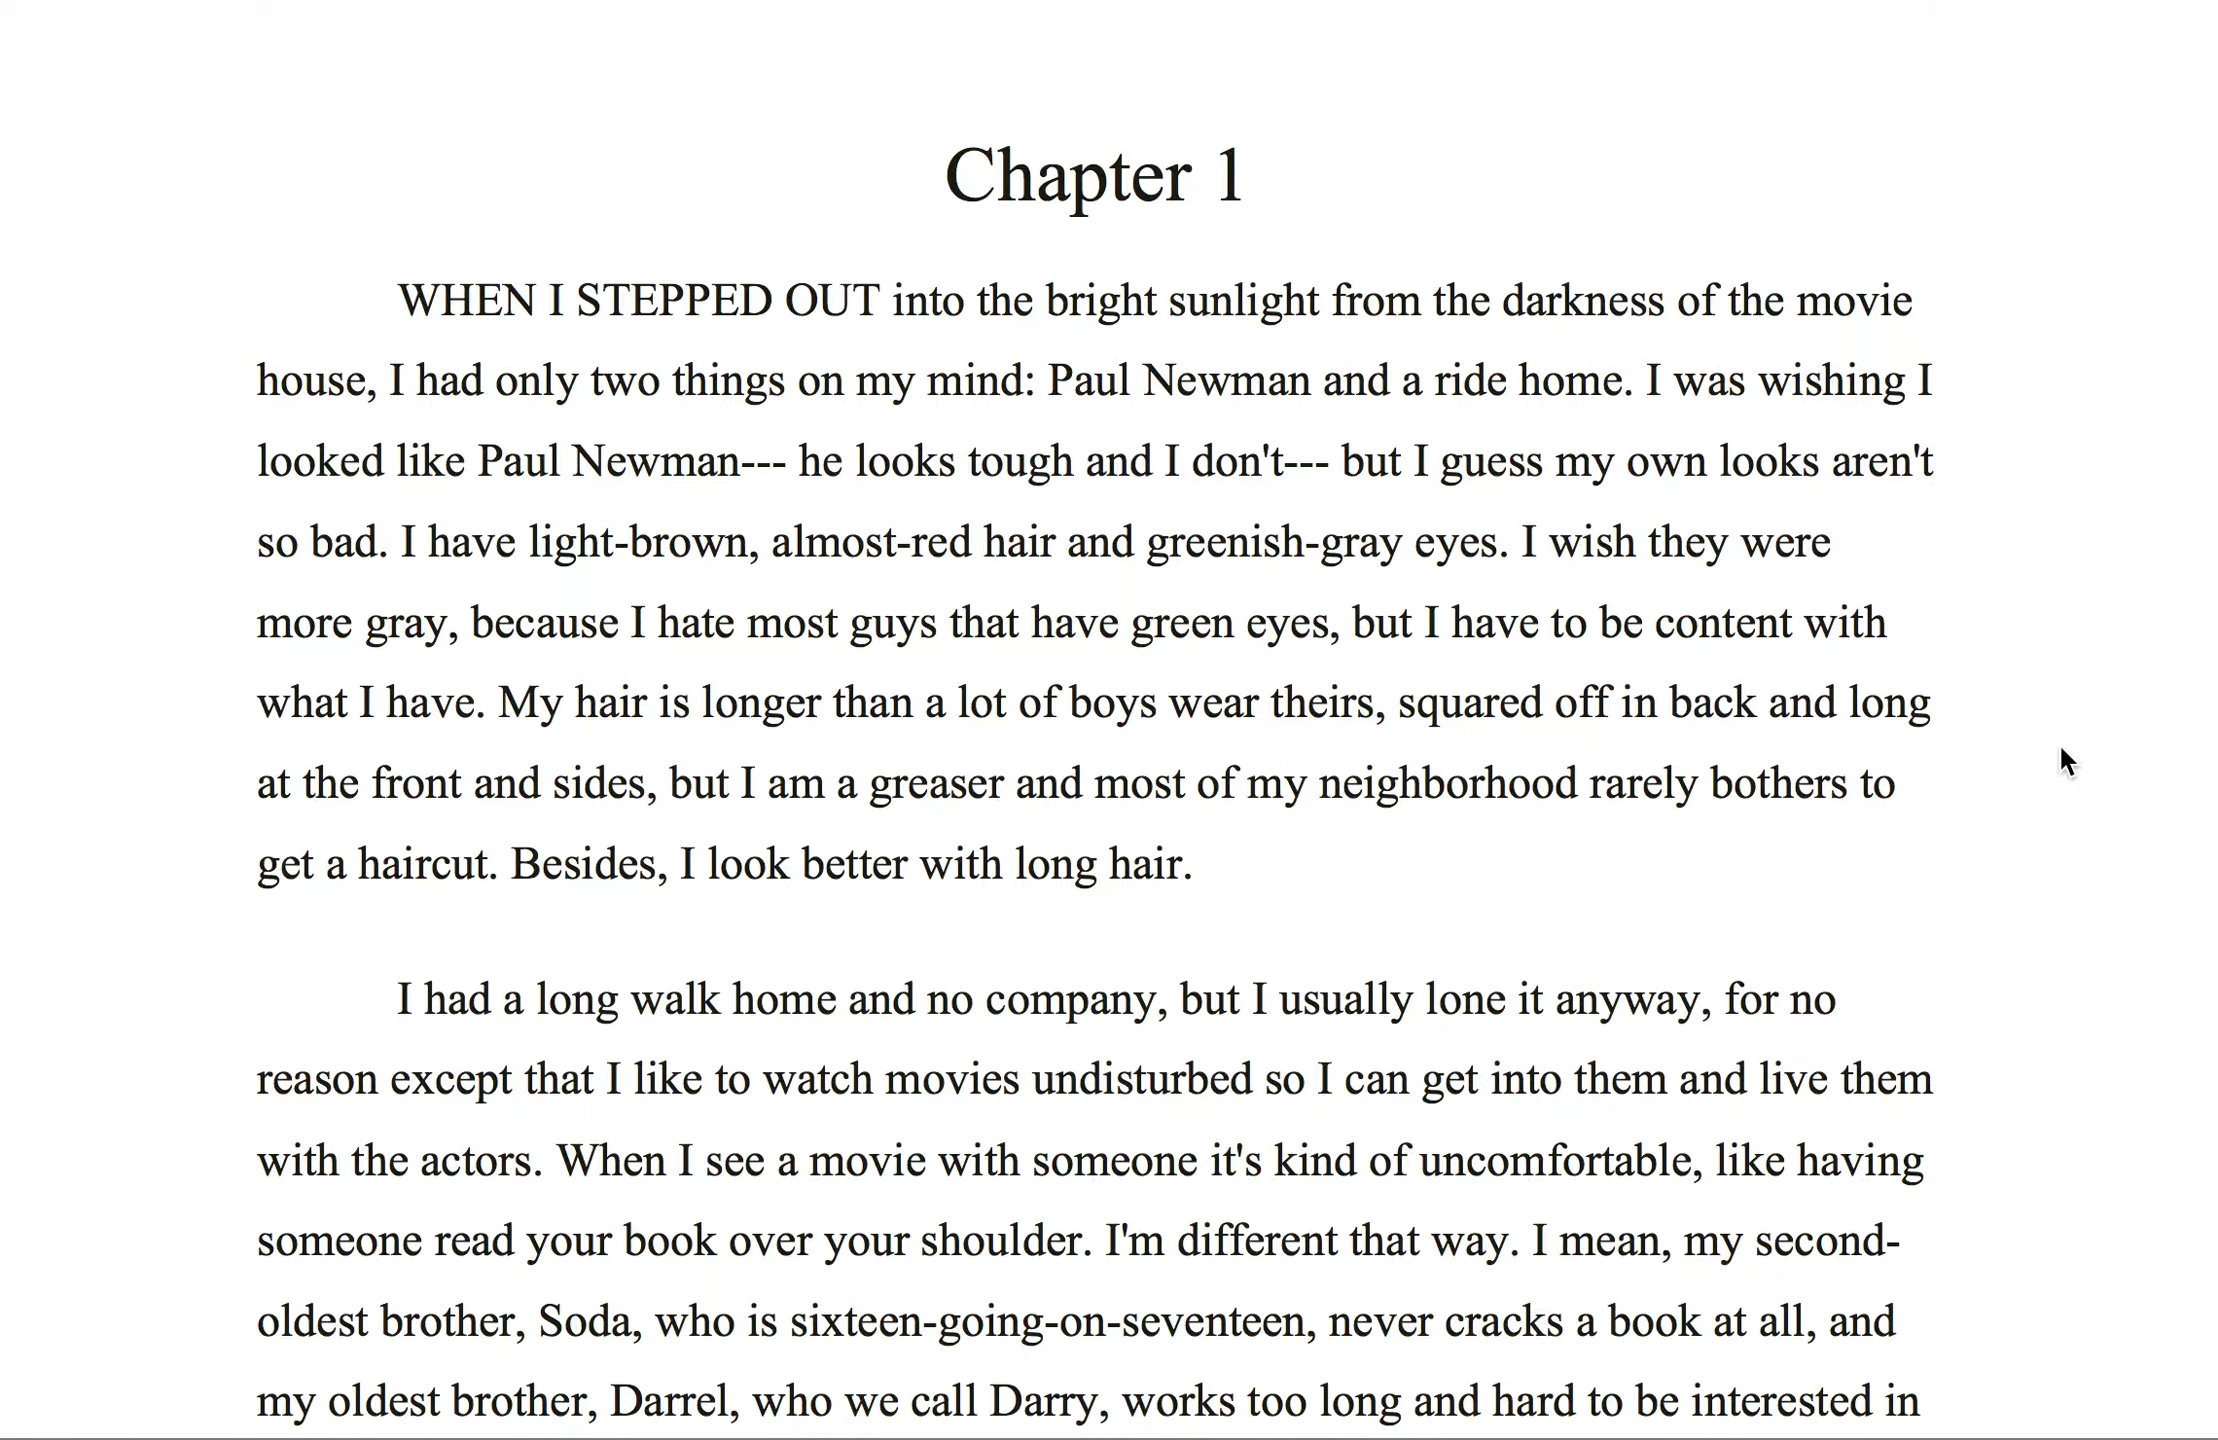 Chapter 1
WHEN I STEPPED OUT into the bright sunlight from the darkness of the movie
house, I had only two things on my mind: Paul Newman and a ride home. I was wishing I
looked like Paul Newman--- he looks tough and I don't--- but I guess my own looks aren't
so bad. I have light-brown, almost-red hair and greenish-gray eyes. I wish they were
more gray, because I hate most guys that have green eyes, but I have to be content with
what I have. My hair is longer than a lot of boys wear theirs, squared off in back and long
at the front and sides, but I am a greaser and most of my neighborhood rarely bothers to
get a haircut. Besides, I look better with long hair.
I had a long walk home and no company, but I usually lone it anyway, for no
reason except that I like to watch movies undisturbed so I can get into them and live them
with the actors. When I see a movie with someone it's kind of uncomfortable, like having
someone read your book over your shoulder. I'm different that way. I mean, my second-
oldest brother, Soda, who is sixteen-going-on-seventeen, never cracks a book at all, and
my oldest brother, Darrel, who we call Darry, works too long and hard to be interested in